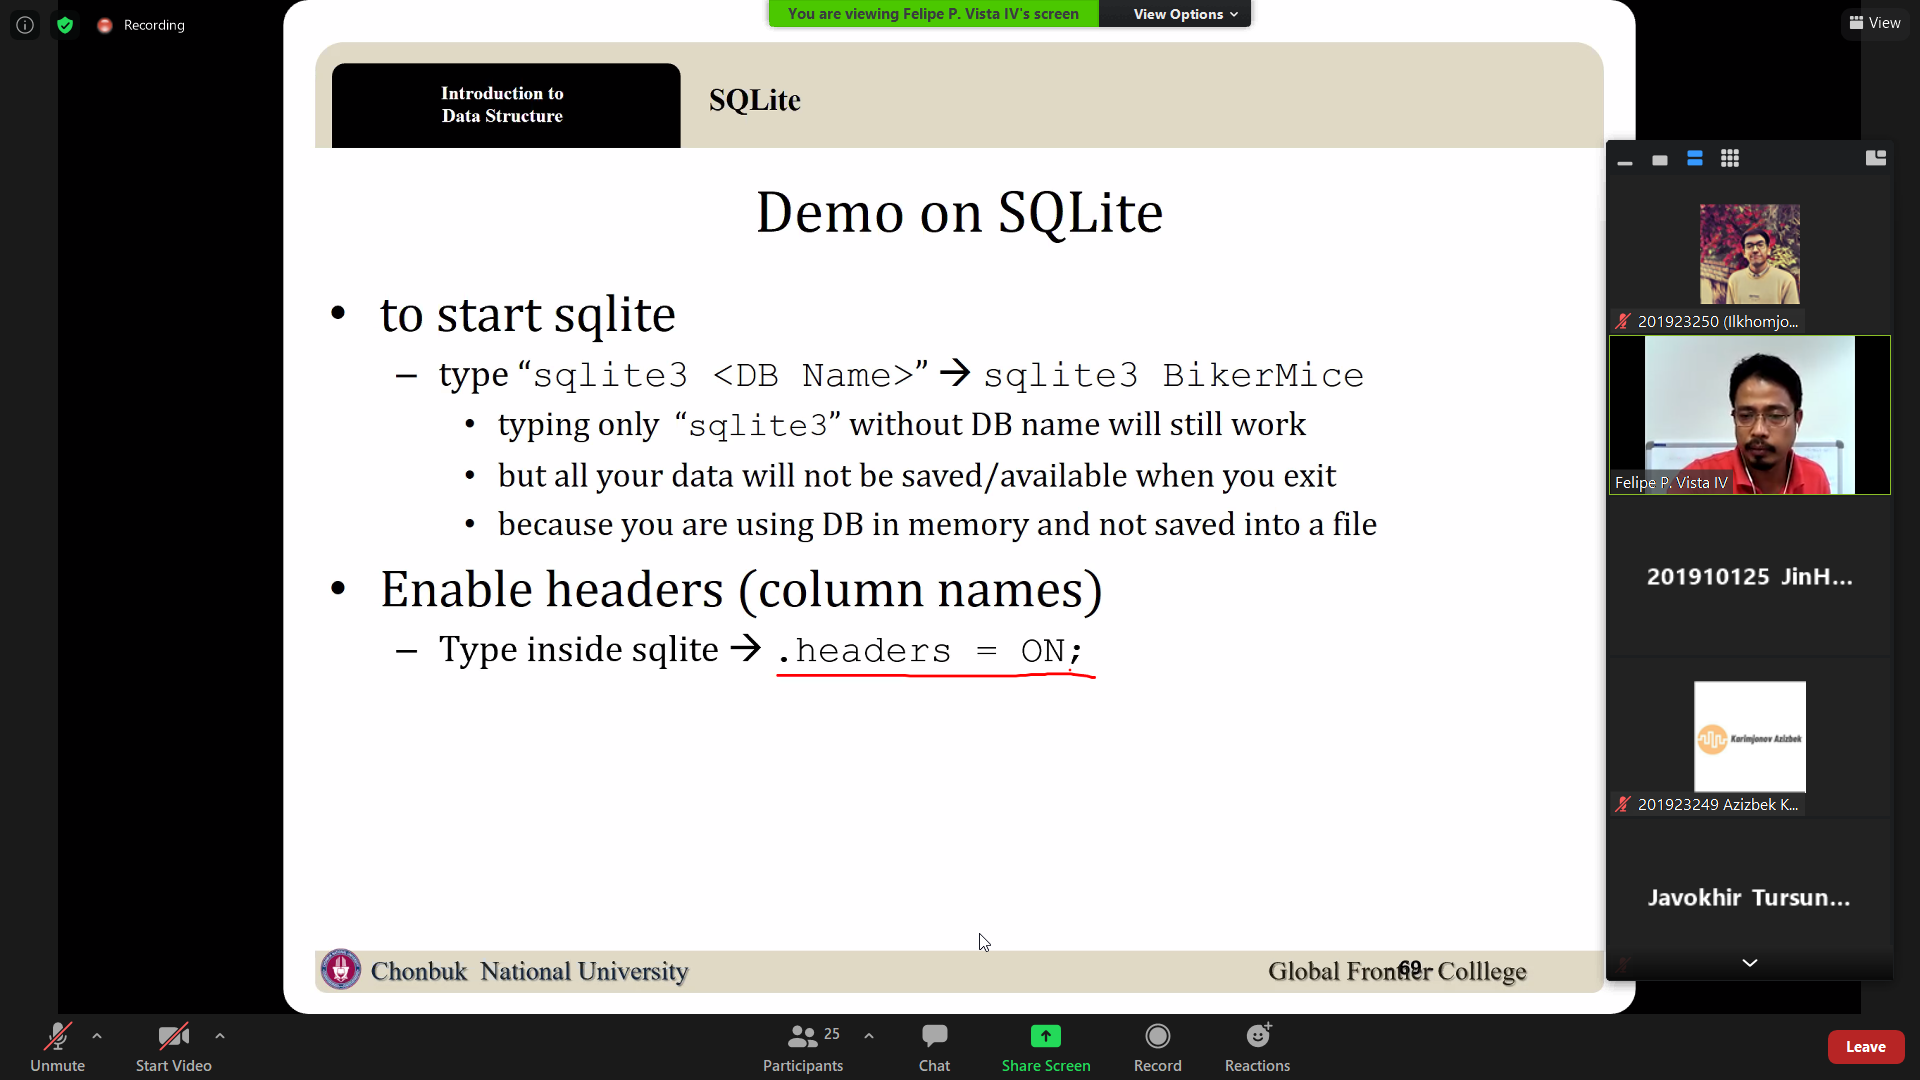 Recording
You are viewing Felipe P. Vista IV's screen
View Options
View
Introduction to
Data Structure
SQLite
Demo on SQLite
• to start sqlite
– type “sqlite3 <DB Name>” → sqlite3 BikerMice
• typing only “sqlite3” without DB name will still work
• but all your data will not be saved/available when you exit
• because you are using DB in memory and not saved into a file
• Enable headers (column names)
– Type inside sqlite → .headers = ON;
Chonbuk National University
Global Frontier Colllege
69
201923250 (Ilkhomjo...
Felipe P. Vista IV
201910125 JinH...
Karimjonov Azizbek
201923249 Azizbek K...
Javokhir Tursun...
Unmute
Start Video
Participants
25
Chat
Share Screen
Record
Reactions
Leave